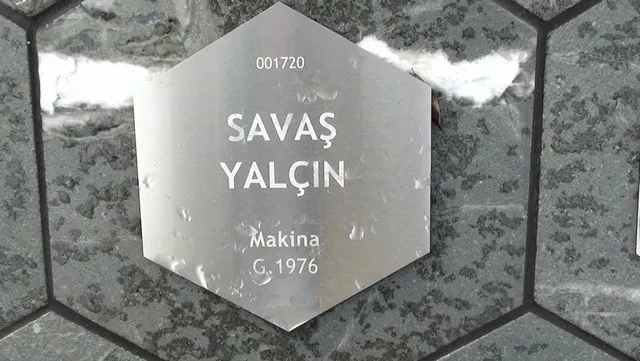 001720
SAVAŞ
YALÇIN
Makina
G. 1976